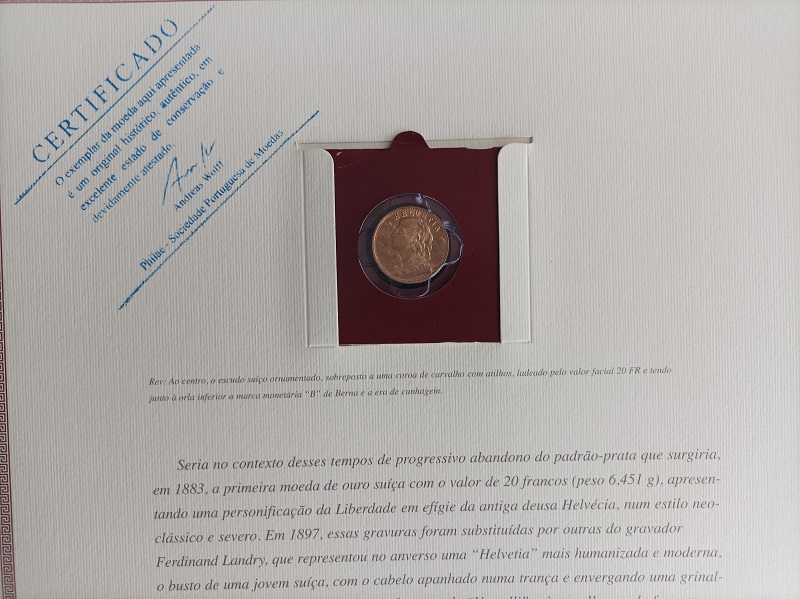 CERTIFICADO
O exemplar da moeda aqui apresentada
é um original histórico, autêntico, em
excelente estado de conservação e
devidamente atestado.
Andreas Wolff
Philae - Sociedade Portuguesa de Moedas
HELVETIA
Rev: Ao centro, o escudo suíço ornamentado, sobreposto a uma coroa de carvalho com atilhos, ladeado pelo valor facial 20 FR e tendo
junto à orla inferior a marca monetária “B” de Berna e a era de cunhagem.
Seria no contexto desses tempos de progressivo abandono do padrão-prata que surgiria,
em 1883, a primeira moeda de ouro suíça com o valor de 20 francos (peso 6,451 g), apresen-
tando uma personificação da Liberdade em efígie da antiga deusa Helvécia, num estilo neo-
clássico e severo. Em 1897, essas gravuras foram substituídas por outras do gravador
Ferdinand Landry, que representou no anverso uma “Helvetia” mais humanizada e moderna,
o busto de uma jovem suíça, com o cabelo apanhado numa trança e envergando uma grinal-